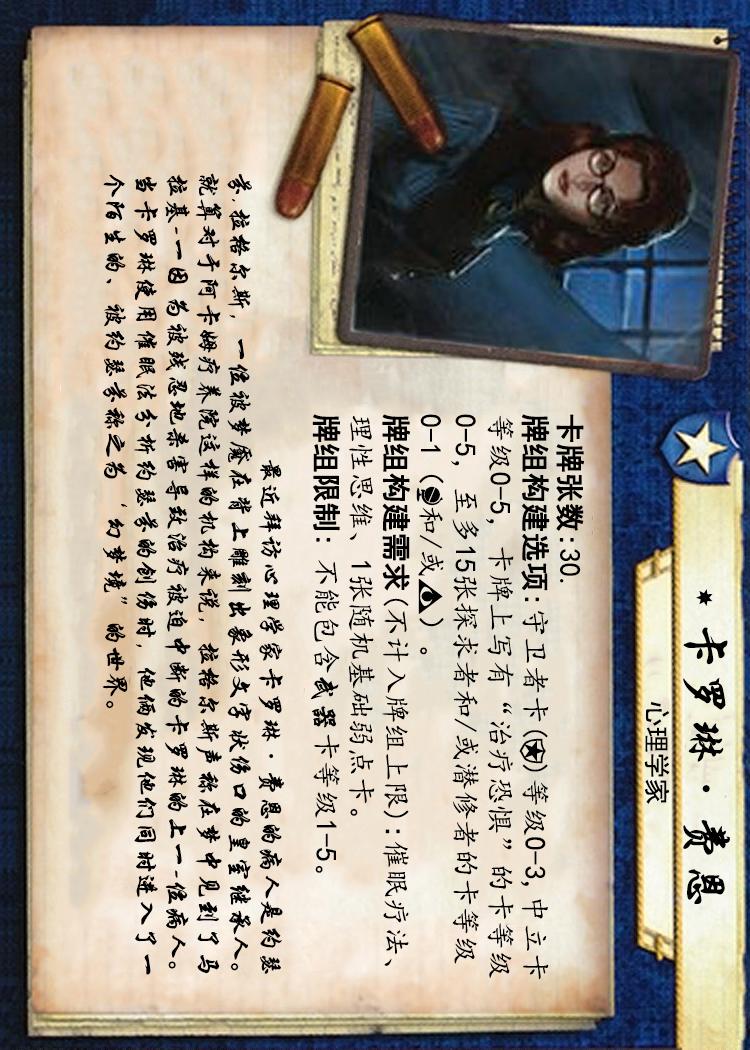 卡罗琳·费恩
心理学家
卡牌张数:30.
牌组构建选项:守卫者卡()等级0-3,中立卡
等级0-5,卡牌上写有“治疗恐惧”的卡等级
0-5,至多15张探求者和/或潜修者的卡等级
0-1(和/或)。
牌组构建需求(不计入牌组上限):催眠疗法、
理性思维、1张随机基础弱点卡。
牌组限制:不能包含武器卡等级1-5。
最近拜访心理学家卡罗琳·费恩的病人是约瑟
芬.拉格尔斯,一位被梦魇在背上雕刻出象形文字状伤口的皇室继承人。
就算对于阿卡姆疗养院这样的机构来说,拉格尔斯声称在梦中见到了马
拉基-一因为被残忍地杀害导致治疗被迫中断的卡罗琳的上一-位病人。
当卡罗琳使用催眠法分析约瑟芬的创伤时,他俩发现他们同时进入了一
个陌生的、被约瑟芬称之为‘幻梦境”的世界。